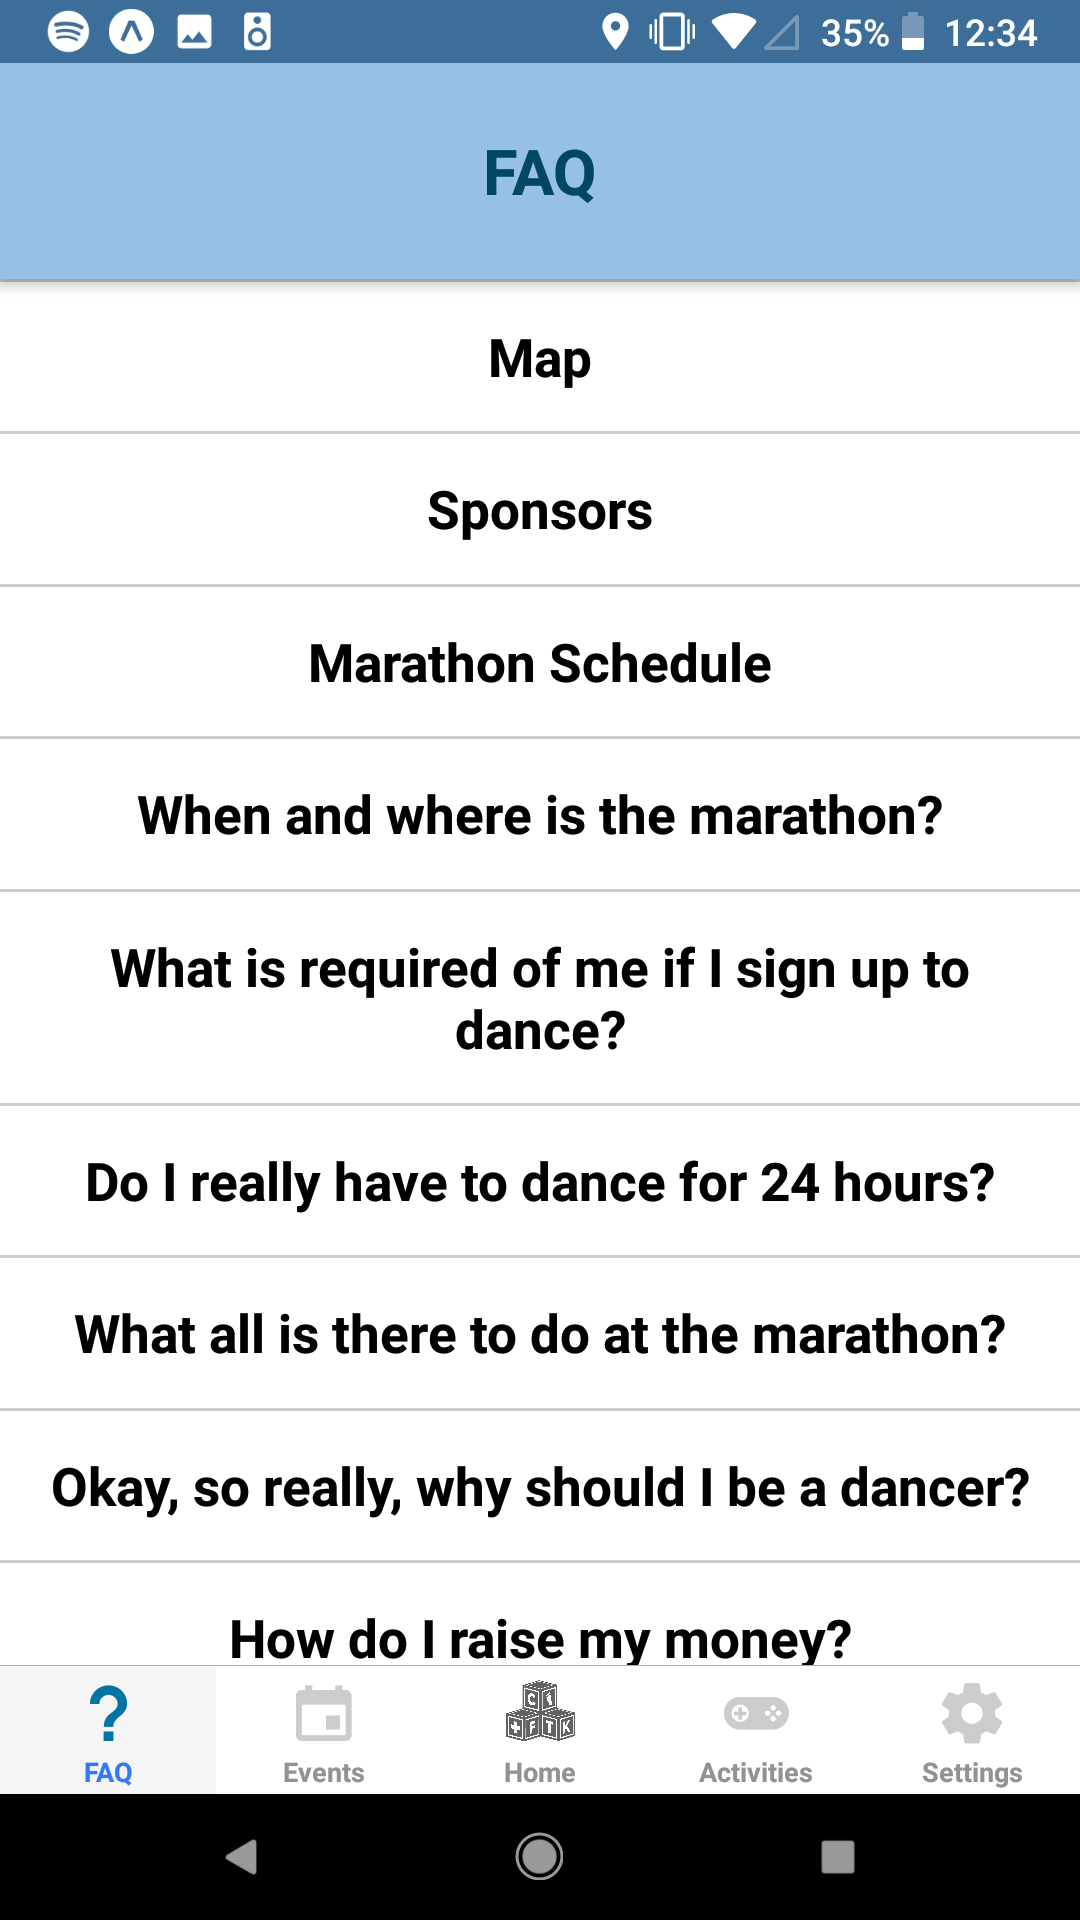 35% 12:34
FAQ
Map
Sponsors
Marathon Schedule
When and where is the marathon?
What is required of me if I sign up to
dance?
Do I really have to dance for 24 hours?
What all is there to do at the marathon?
Okay, so really, why should I be a dancer?
How do I raise my money?
FAQ Events Home Activities Settings